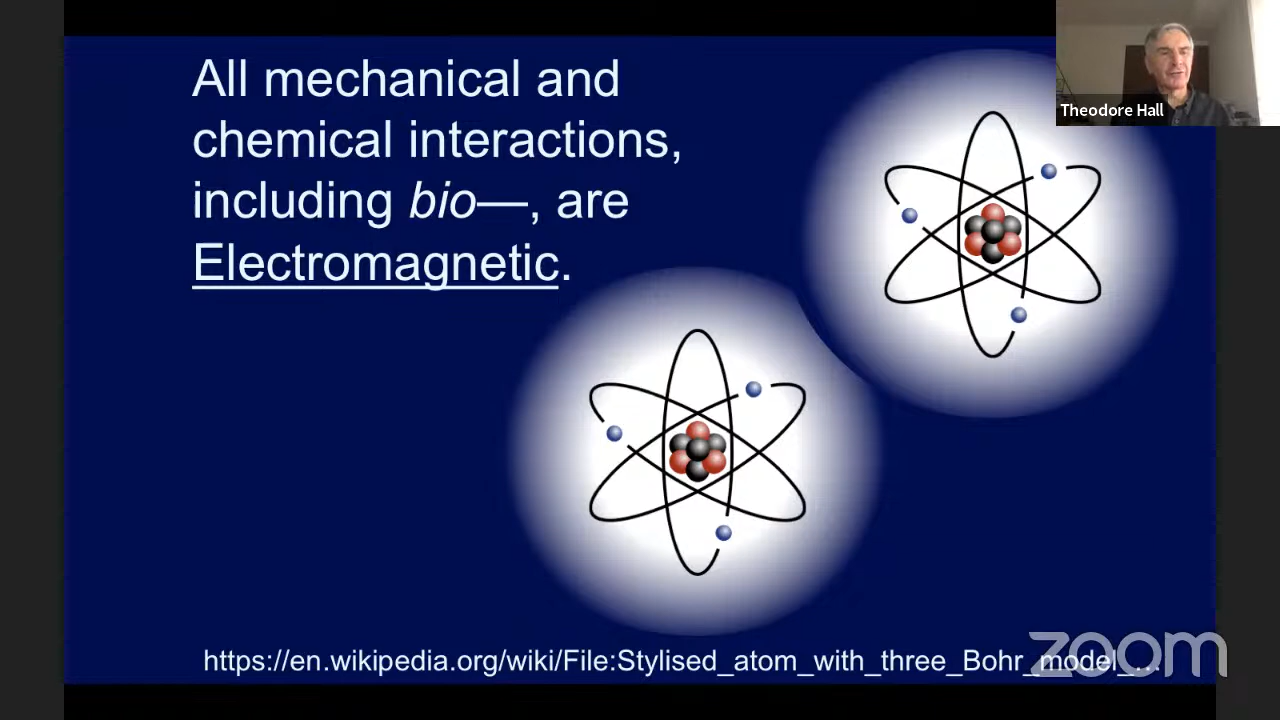 All mechanical and
chemical interactions,
including bio—, are
Electromagnetic.
Theodore Hall
https://en.wikipedia.org/wiki/File:Stylised_atom_with_three_Bohr_model_...
zoom